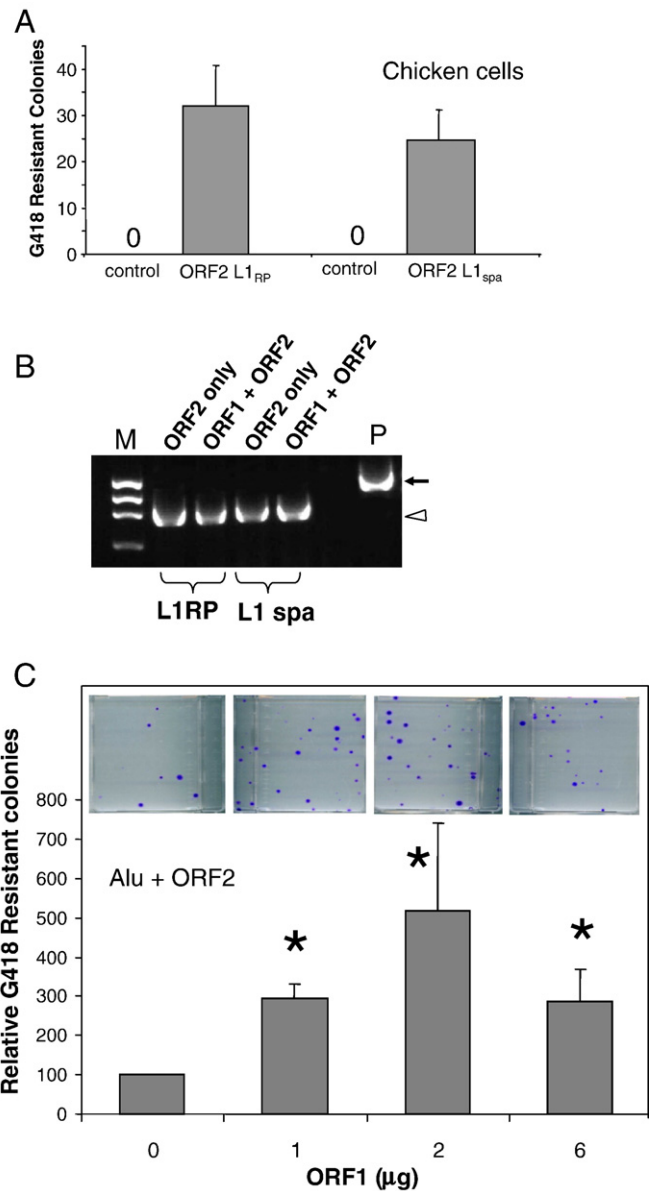 A
G418 Resistant Colonies
40
30
20
10
0
Chicken cells
0
0
control
ORF2 L1RP
control
ORF2 L1spa
B
M
ORF2 only
ORF1 + ORF2
ORF2 only
ORF1 + ORF2
P
L1RP
L1 spa
C
Relative G418 Resistant colonies
800
700
600
500
400
300
200
100
0
Alu + ORF2
*
*
*
0
1
2
6
ORF1 (µg)